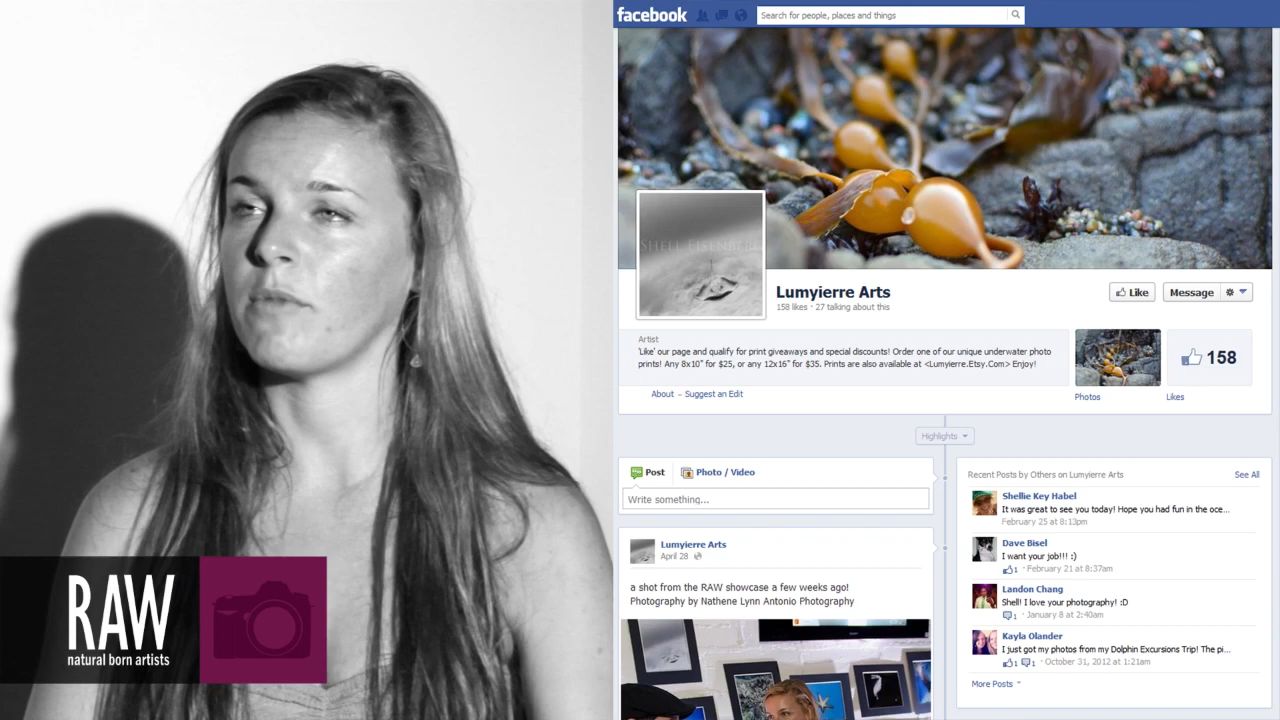 RAW
natural born artists
facebook
Search for people, places and things
SHELL EISENBERG
Lumyierre Arts
158 likes · 27 talking about this
Like
Message
Artist
'Like' our page and qualify for print giveaways and special discounts! Order one of our unique underwater photo
prints! Any 8x10" for $25, or any 12x16" for $35. Prints are also available at <Lumyierre.Etsy.Com> Enjoy!
158
About – Suggest an Edit
Photos
Likes
Highlights
Post
Photo / Video
Write something...
Lumyierre Arts
April 28
a shot from the RAW showcase a few weeks ago!
Photography by Nathene Lynn Antonio Photography
Recent Posts by Others on Lumyierre Arts
See All
Shellie Key Habel
It was great to see you today! Hope you had fun in the oce...
February 25 at 8:13pm
Dave Bisel
I want your job!!! :)
1 · February 21 at 8:37am
Landon Chang
Shell! I love your photography! :D
1 · January 8 at 2:40am
Kayla Olander
I just got my photos from my Dolphin Excursions Trip! The pi...
1 1 · October 31, 2012 at 1:21am
More Posts